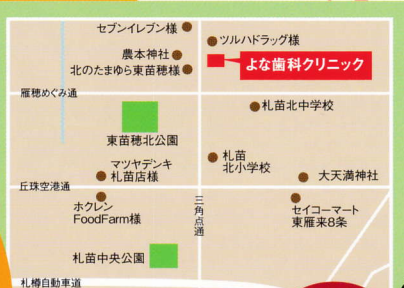 セブンイレブン様
ツルハドラッグ様
農本神社
北のたまゆら東苗穂様
よな歯科クリニック
雁穂めぐみ通
札苗北中学校
東苗穂北公園
マツヤデンキ
札苗店様
札苗
北小学校
大天満神社
丘珠空港通
ホクレン
FoodFarm様
三角点通
セイコーマート
東雁来8条
札苗中央公園
札樽自動車道